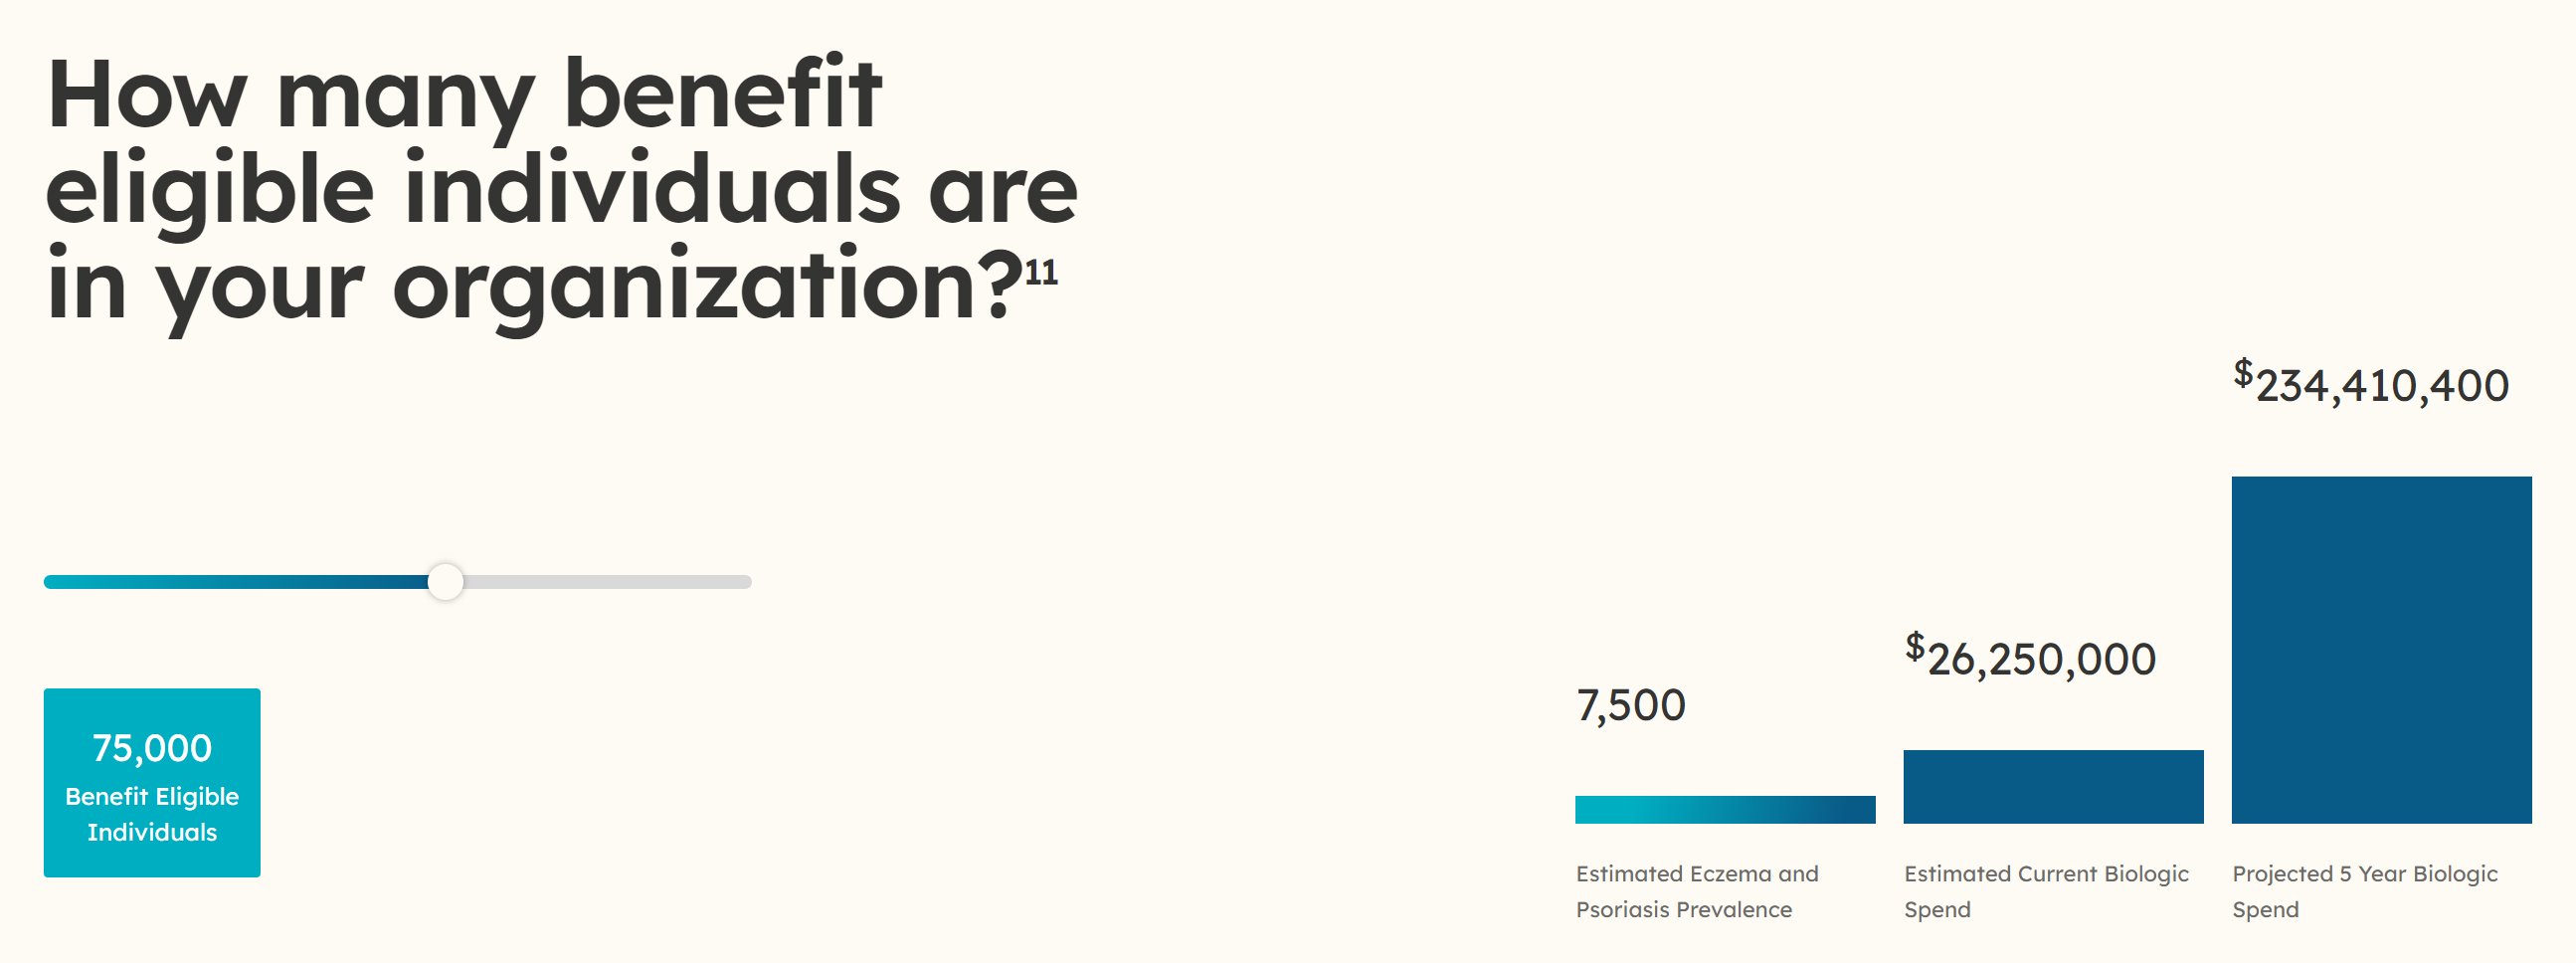 How many benefit
eligible individuals are
in your organization?11
75,000
Benefit Eligible
Individuals
7,500
Estimated Eczema and
Psoriasis Prevalence
$26,250,000
Estimated Current Biologic
Spend
$234,410,400
Projected 5 Year Biologic
Spend